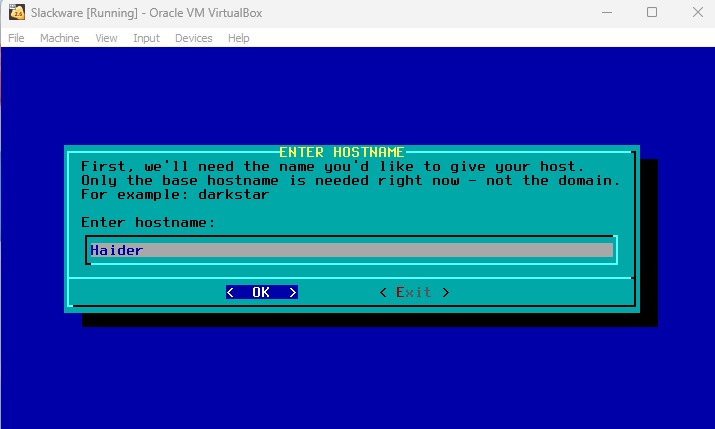 Slackware [Running] - Oracle VM VirtualBox
File Machine View Input Devices Help
ENTER HOSTNAME
First, we'll need the name you'd like to give your host.
Only the base hostname is needed right now - not the domain.
For example: darkstar
Enter hostname:
Haider
< OK > < Exit >